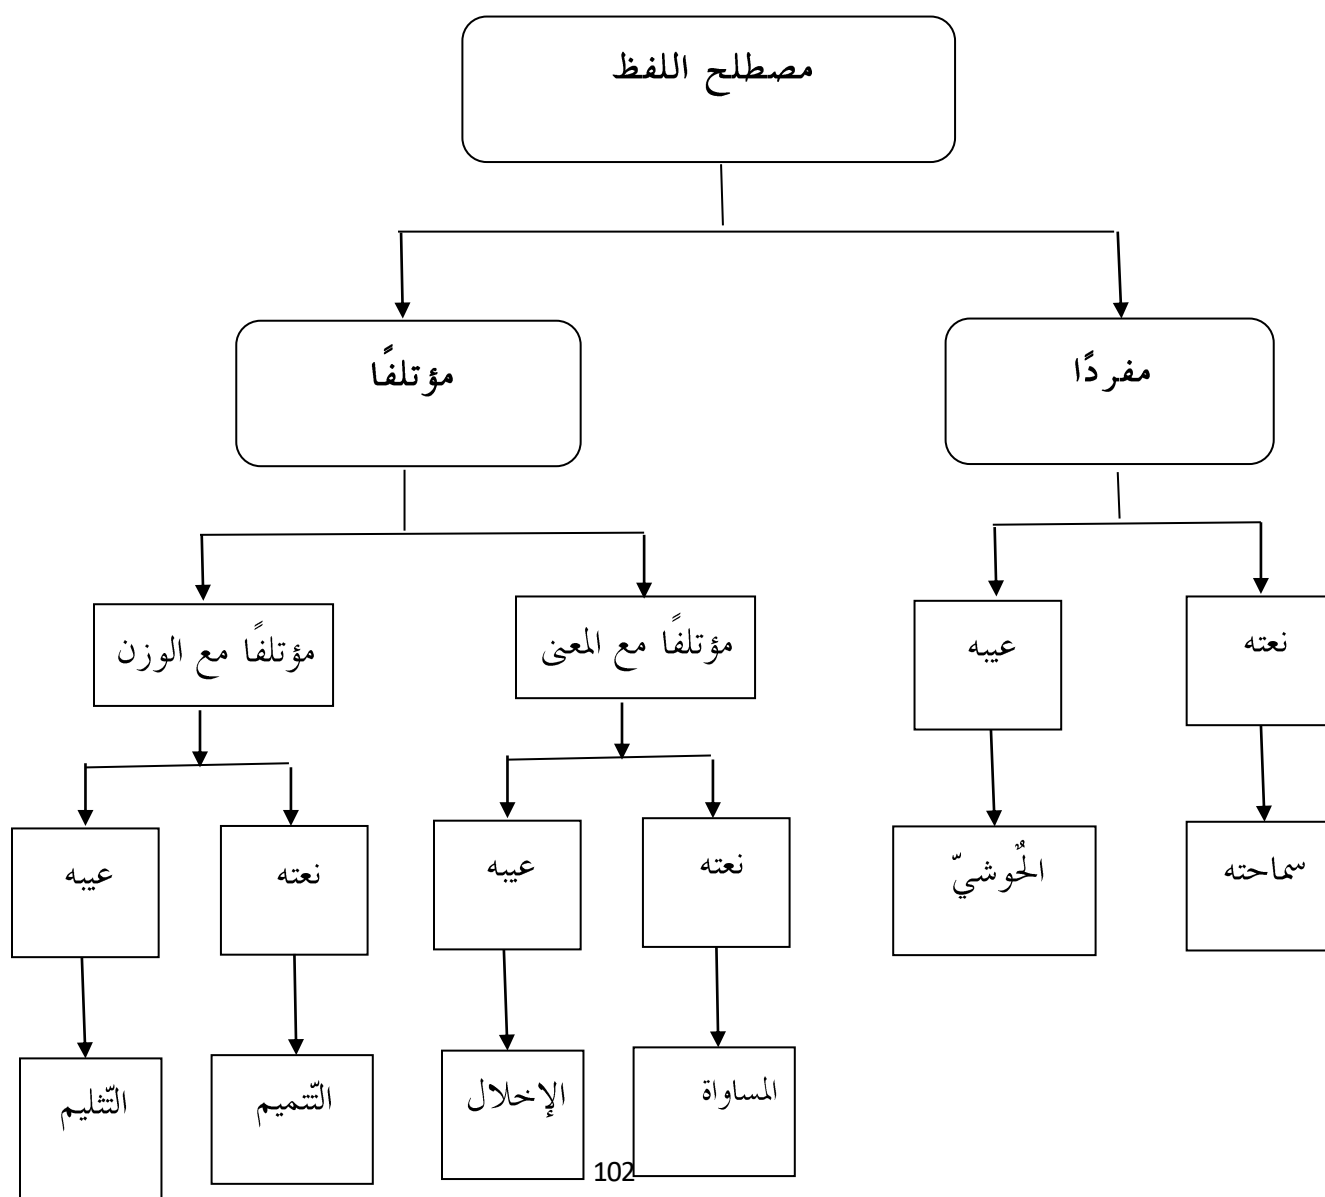 مصطلح اللفظ
مفردًا
مؤتلفًا
نعته
عيبه
مؤتلفًا مع المعنى
مؤتلفًا مع الوزن
سماحته
الحُوشيّ
نعته
عيبه
نعته
عيبه
المساواة
الإخلال
التّتميم
التّثليم
102